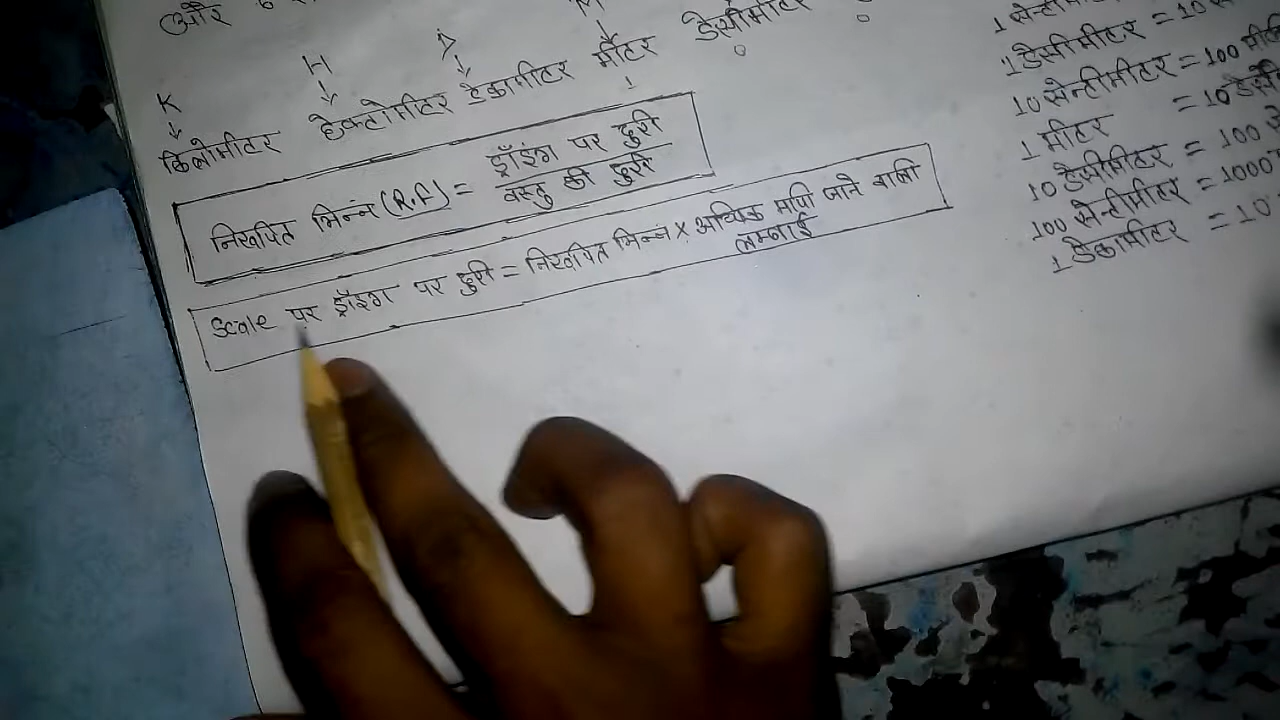 और
K H D M
किलोमीटर हेक्टोमीटर डेकामीटर मीटर डेसीमीटर
निरूपित भिन्न (R.F) = ड्रॉइंग पर दुरी
वस्तु की दुरी
Scale पर ड्रॉइंग पर दुरी = निरूपित भिन्न × अधिक मापि जाने वाली
लम्बाई
1 डेसीमीटर = 10
10 सेन्टीमीटर = 100
1 मीटर = 10
10 डेसीमीटर = 100
100 सेन्टीमीटर = 1000
1 डेकामीटर = 10